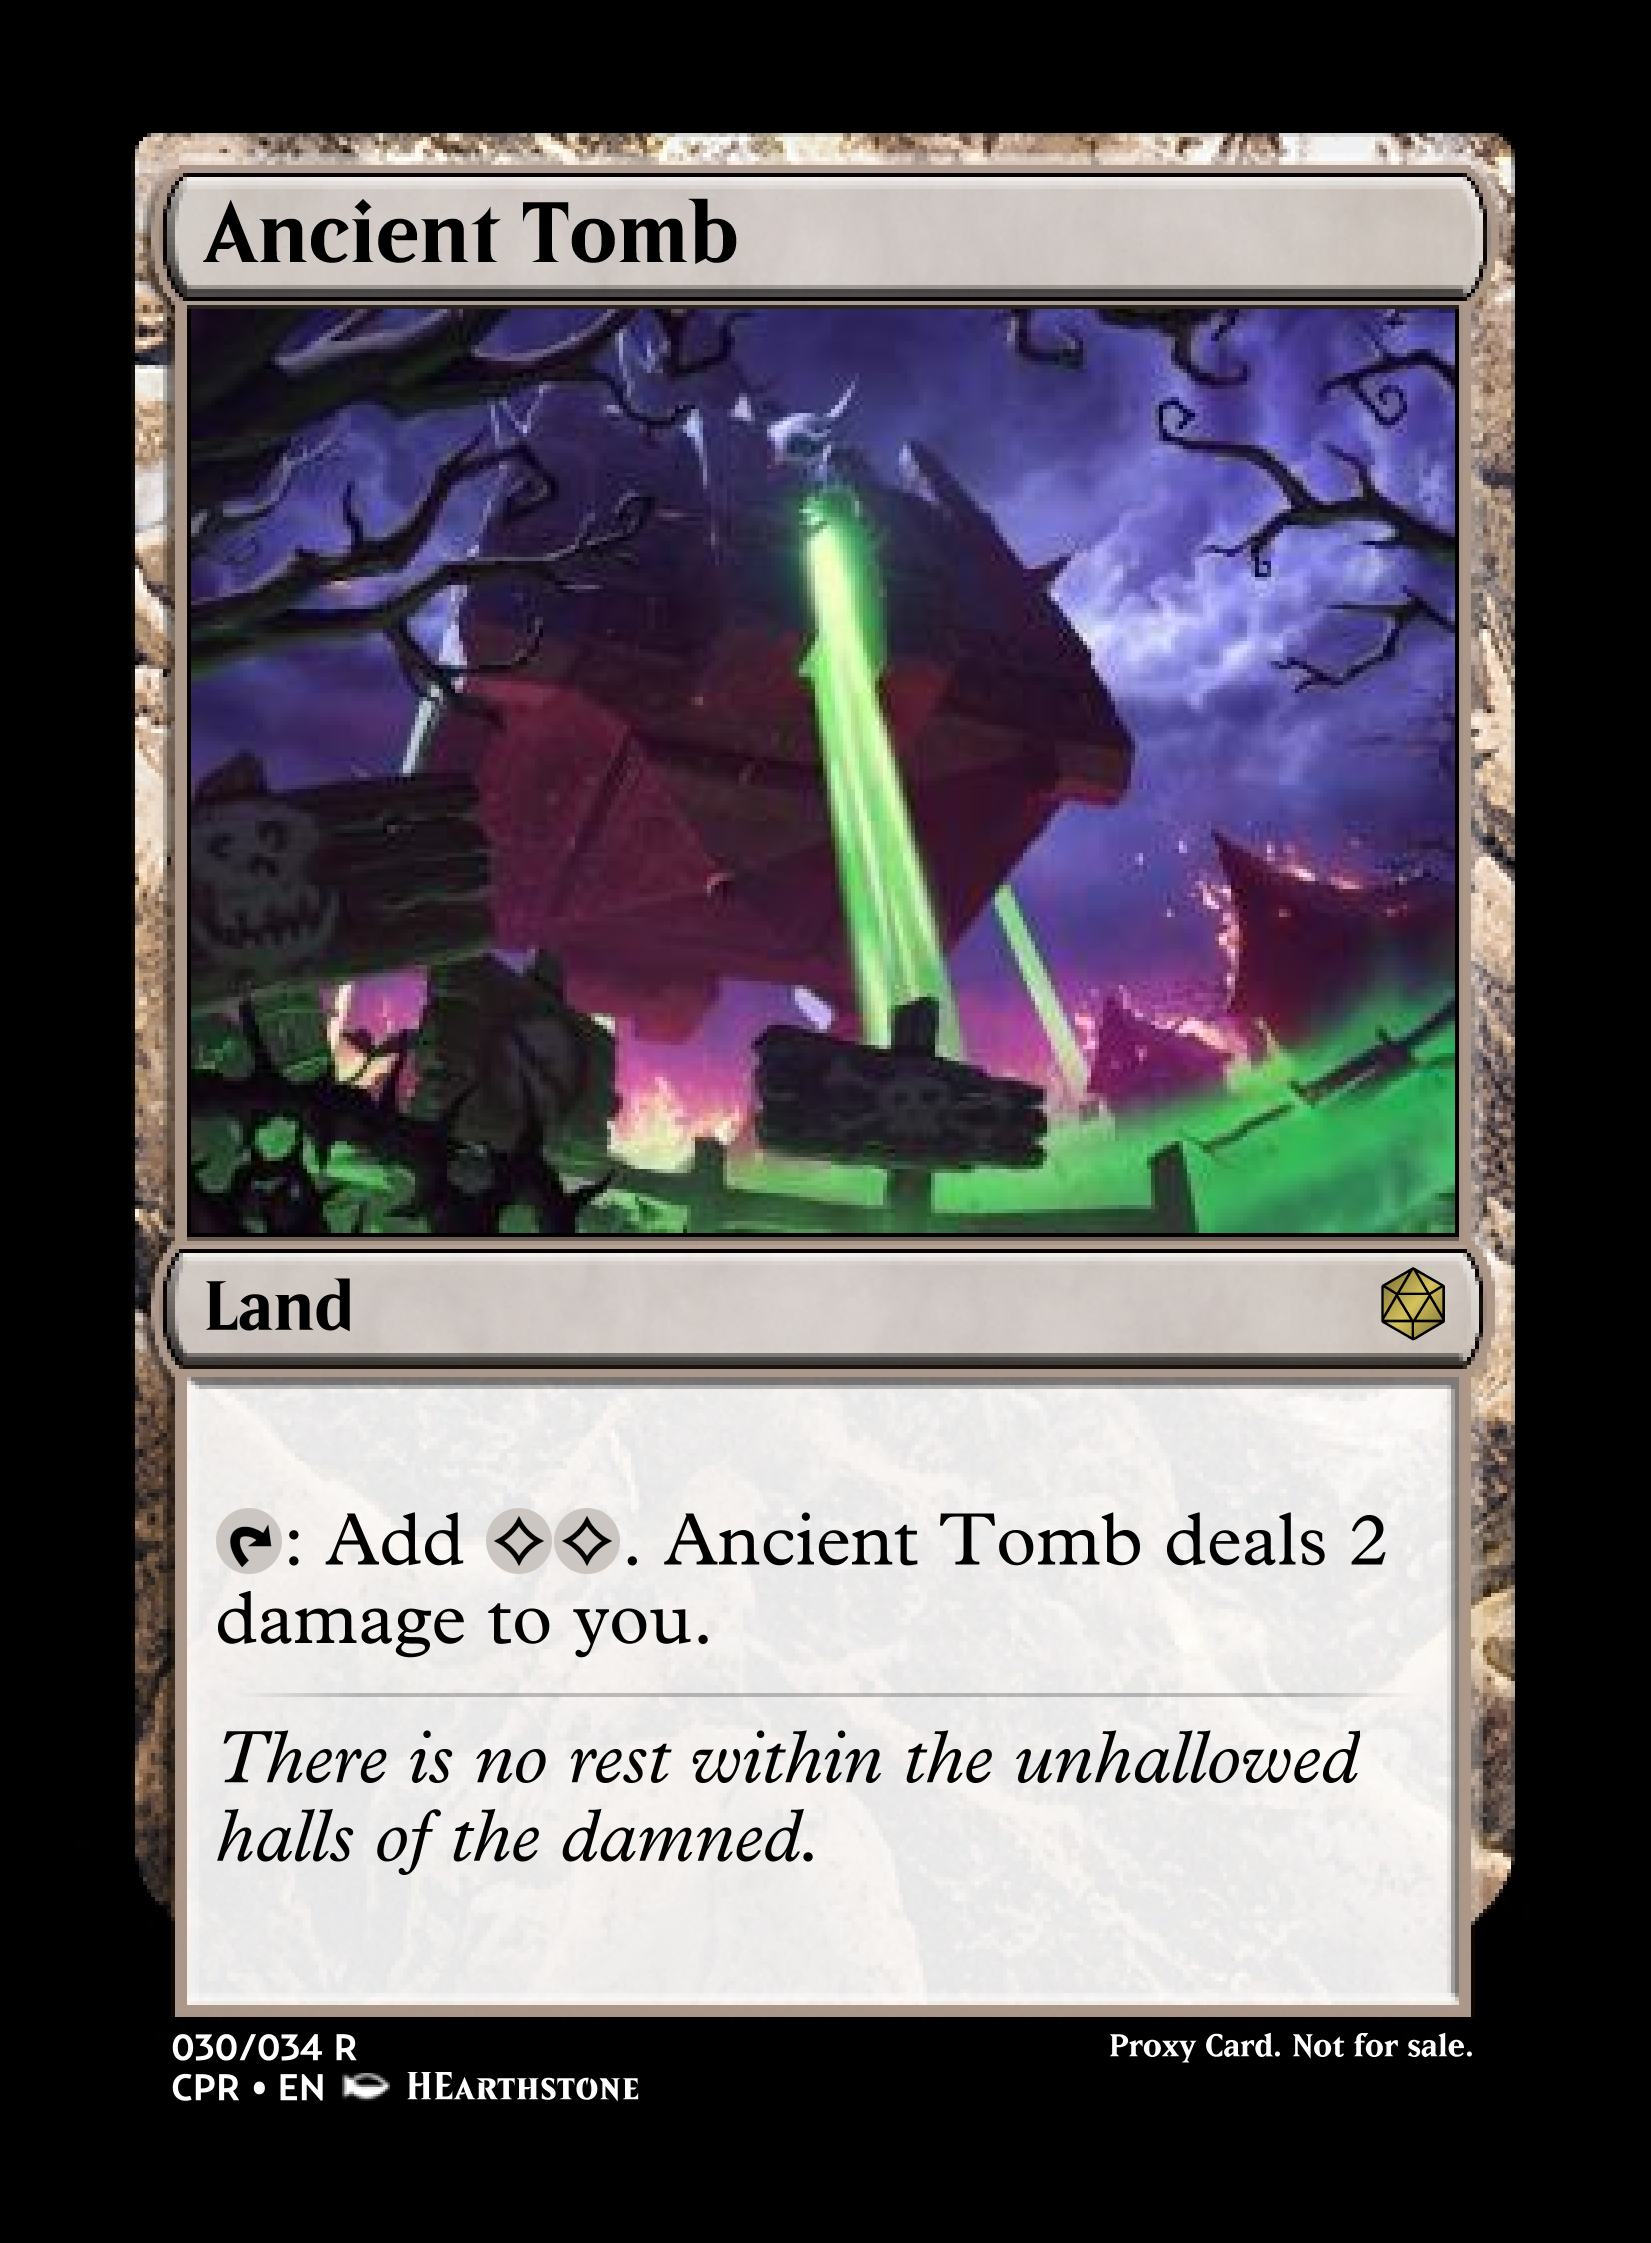 Ancient Tomb
Land
: Add . Ancient Tomb deals 2
damage to you.
There is no rest within the unhallowed
halls of the damned.
030/034 R
Proxy Card. Not for sale.
CPR • EN HEARTHSTONE